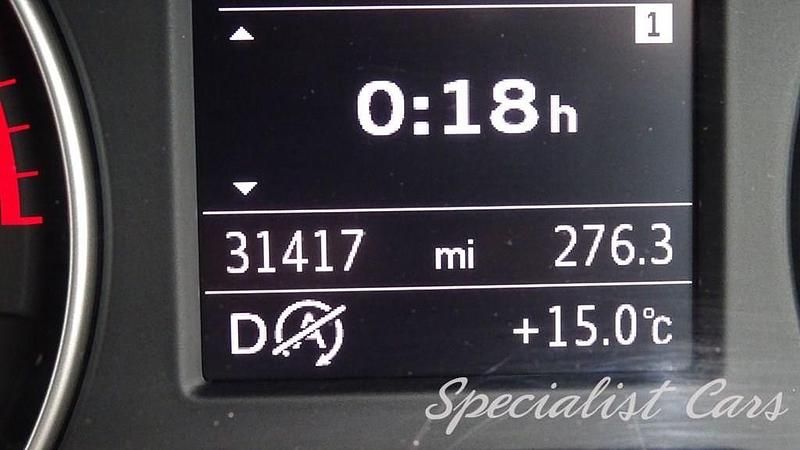 1
0:18h
31417 mi 276.3
D A +15.0°C
Specialist Cars